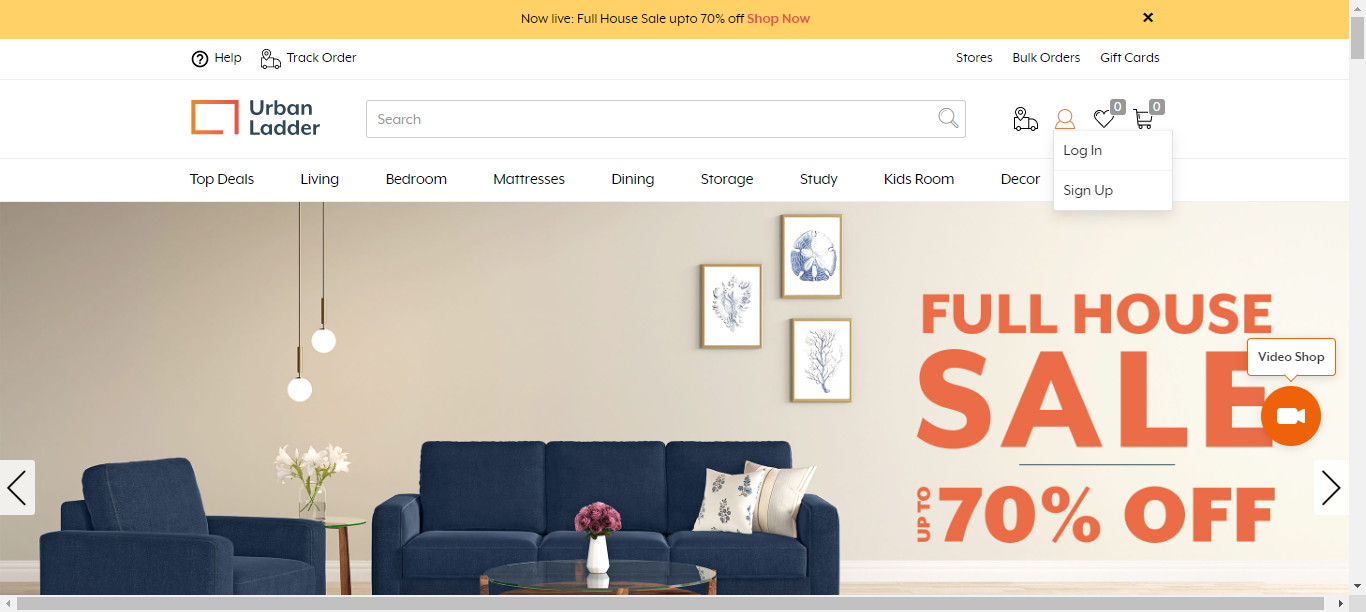 Now live: Full House Sale upto 70% off Shop Now
Help Track Order Stores Bulk Orders Gift Cards
Urban
Ladder
Search
0 0
Log In
Sign Up
Top Deals Living Bedroom Mattresses Dining Storage Study Kids Room Decor
FULL HOUSE
SALE
UP TO 70% OFF
Video Shop